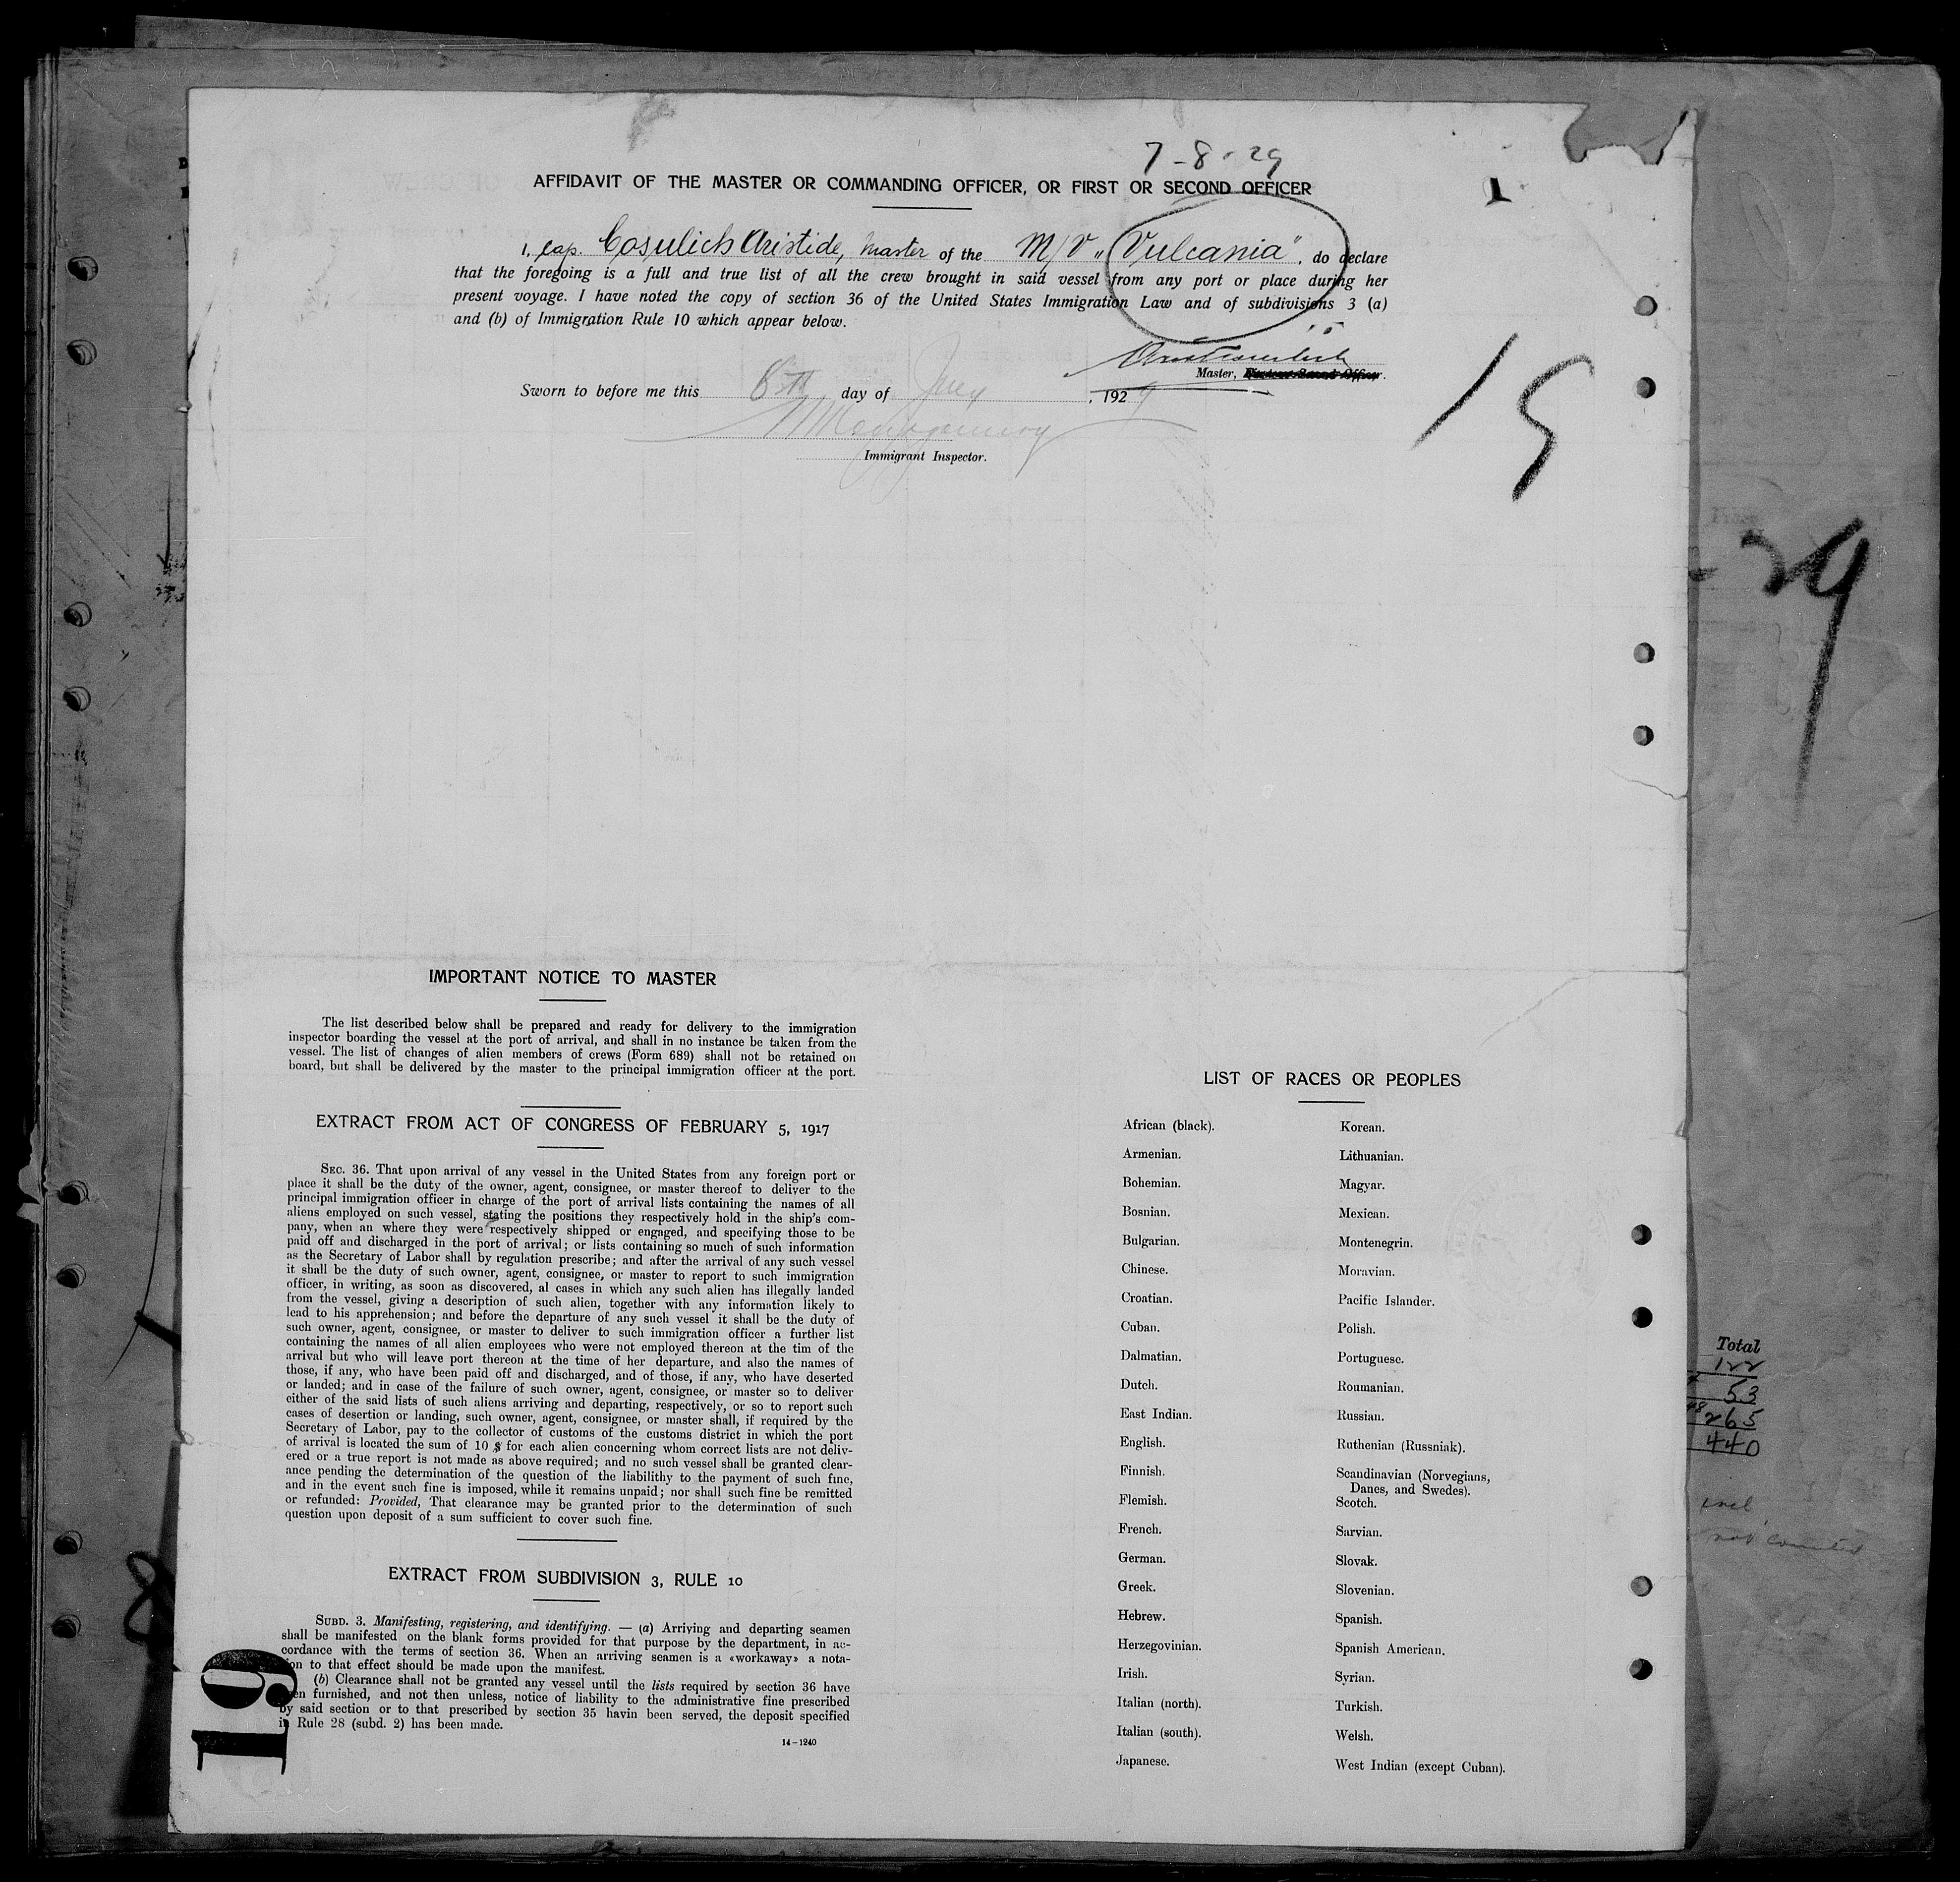 7-8-29
AFFIDAVIT OF THE MASTER OR COMMANDING OFFICER, OR FIRST OR SECOND OFFICER
1
I, cap. Cosulich Aristide, Master of the M/V „Vulcania", do declare
that the foregoing is a full and true list of all the crew brought in said vessel from any port or place during her
present voyage. I have noted the copy of section 36 of the United States Immigration Law and of subdivisions 3 (a)
and (b) of Immigration Rule 10 which appear below.
Master,
Sworn to before me this 8th day of July, 1929
Montgomery
Immigrant Inspector.
15
29
IMPORTANT NOTICE TO MASTER
The list described below shall be prepared and ready for delivery to the immigration
inspector boarding the vessel at the port of arrival, and shall in no instance be taken from the
vessel. The list of changes of alien members of crews (Form 689) shall not be retained on
board, but shall be delivered by the master to the principal immigration officer at the port.
EXTRACT FROM ACT OF CONGRESS OF FEBRUARY 5, 1917
SEC. 36. That upon arrival of any vessel in the United States from any foreign port or
place it shall be the duty of the owner, agent, consignee, or master thereof to deliver to the
principal immigration officer in charge of the port of arrival lists containing the names of all
aliens employed on such vessel, stating the positions they respectively hold in the ship's com-
pany, when an where they were respectively shipped or engaged, and specifying those to be
paid off and discharged in the port of arrival; or lists containing so much of such information
as the Secretary of Labor shall by regulation prescribe; and after the arrival of any such vessel
it shall be the duty of such owner, agent, consignee, or master to report to such immigration
officer, in writing, as soon as discovered, al cases in which any such alien has illegally landed
from the vessel, giving a description of such alien, together with any information likely to
lead to his apprehension; and before the departure of any such vessel it shall be the duty of
such owner, agent, consignee, or master to deliver to such immigration officer a further list
containing the names of all alien employees who were not employed thereon at the tim of the
arrival but who will leave port thereon at the time of her departure, and also the names of
those, if any, who have been paid off and discharged, and of those, if any, who have deserted
or landed; and in case of the failure of such owner, agent, consignee, or master so to deliver
either of the said lists of such aliens arriving and departing, respectively, or so to report such
cases of desertion or landing, such owner, agent, consignee, or master shall, if required by the
Secretary of Labor, pay to the collector of customs of the customs district in which the port
of arrival is located the sum of 10 $ for each alien concerning whom correct lists are not deliv-
ered or a true report is not made as above required; and no such vessel shall be granted clear-
ance pending the determination of the question of the liabilithy to the payment of such fine,
and in the event such fine is imposed, while it remains unpaid; nor shall such fine be remitted
or refunded: Provided, That clearance may be granted prior to the determination of such
question upon deposit of a sum sufficient to cover such fine.
EXTRACT FROM SUBDIVISION 3, RULE 10
SUBD. 3. Manifesting, registering, and identifying. — (a) Arriving and departing seamen
shall be manifested on the blank forms provided for that purpose by the department, in ac-
cordance with the terms of section 36. When an arriving seamen is a «workaway» a nota-
tion to that effect should be made upon the manifest.
(b) Clearance shall not be granted any vessel until the lists required by section 36 have
been furnished, and not then unless, notice of liability to the administrative fine prescribed
by said section or to that prescribed by section 35 havin been served, the deposit specified
in Rule 28 (subd. 2) has been made.
14-1240
19
LIST OF RACES OR PEOPLES
African (black).
Armenian.
Bohemian.
Bosnian.
Bulgarian.
Chinese.
Croatian.
Cuban.
Dalmatian.
Dutch.
East Indian.
English.
Finnish.
Flemish.
French.
German.
Greek.
Hebrew.
Herzegovinian.
Irish.
Italian (north).
Italian (south).
Japanese.
Korean.
Lithuanian.
Magyar.
Mexican.
Montenegrin.
Moravian.
Pacific Islander.
Polish.
Portuguese.
Roumanian.
Russian.
Ruthenian (Russniak).
Scandinavian (Norvegians,
Danes, and Swedes).
Scotch.
Sarvian.
Slovak.
Slovenian.
Spanish.
Spanish American.
Syrian.
Turkish.
Welsh.
West Indian (except Cuban).
Total
122
53
265
440
not counted